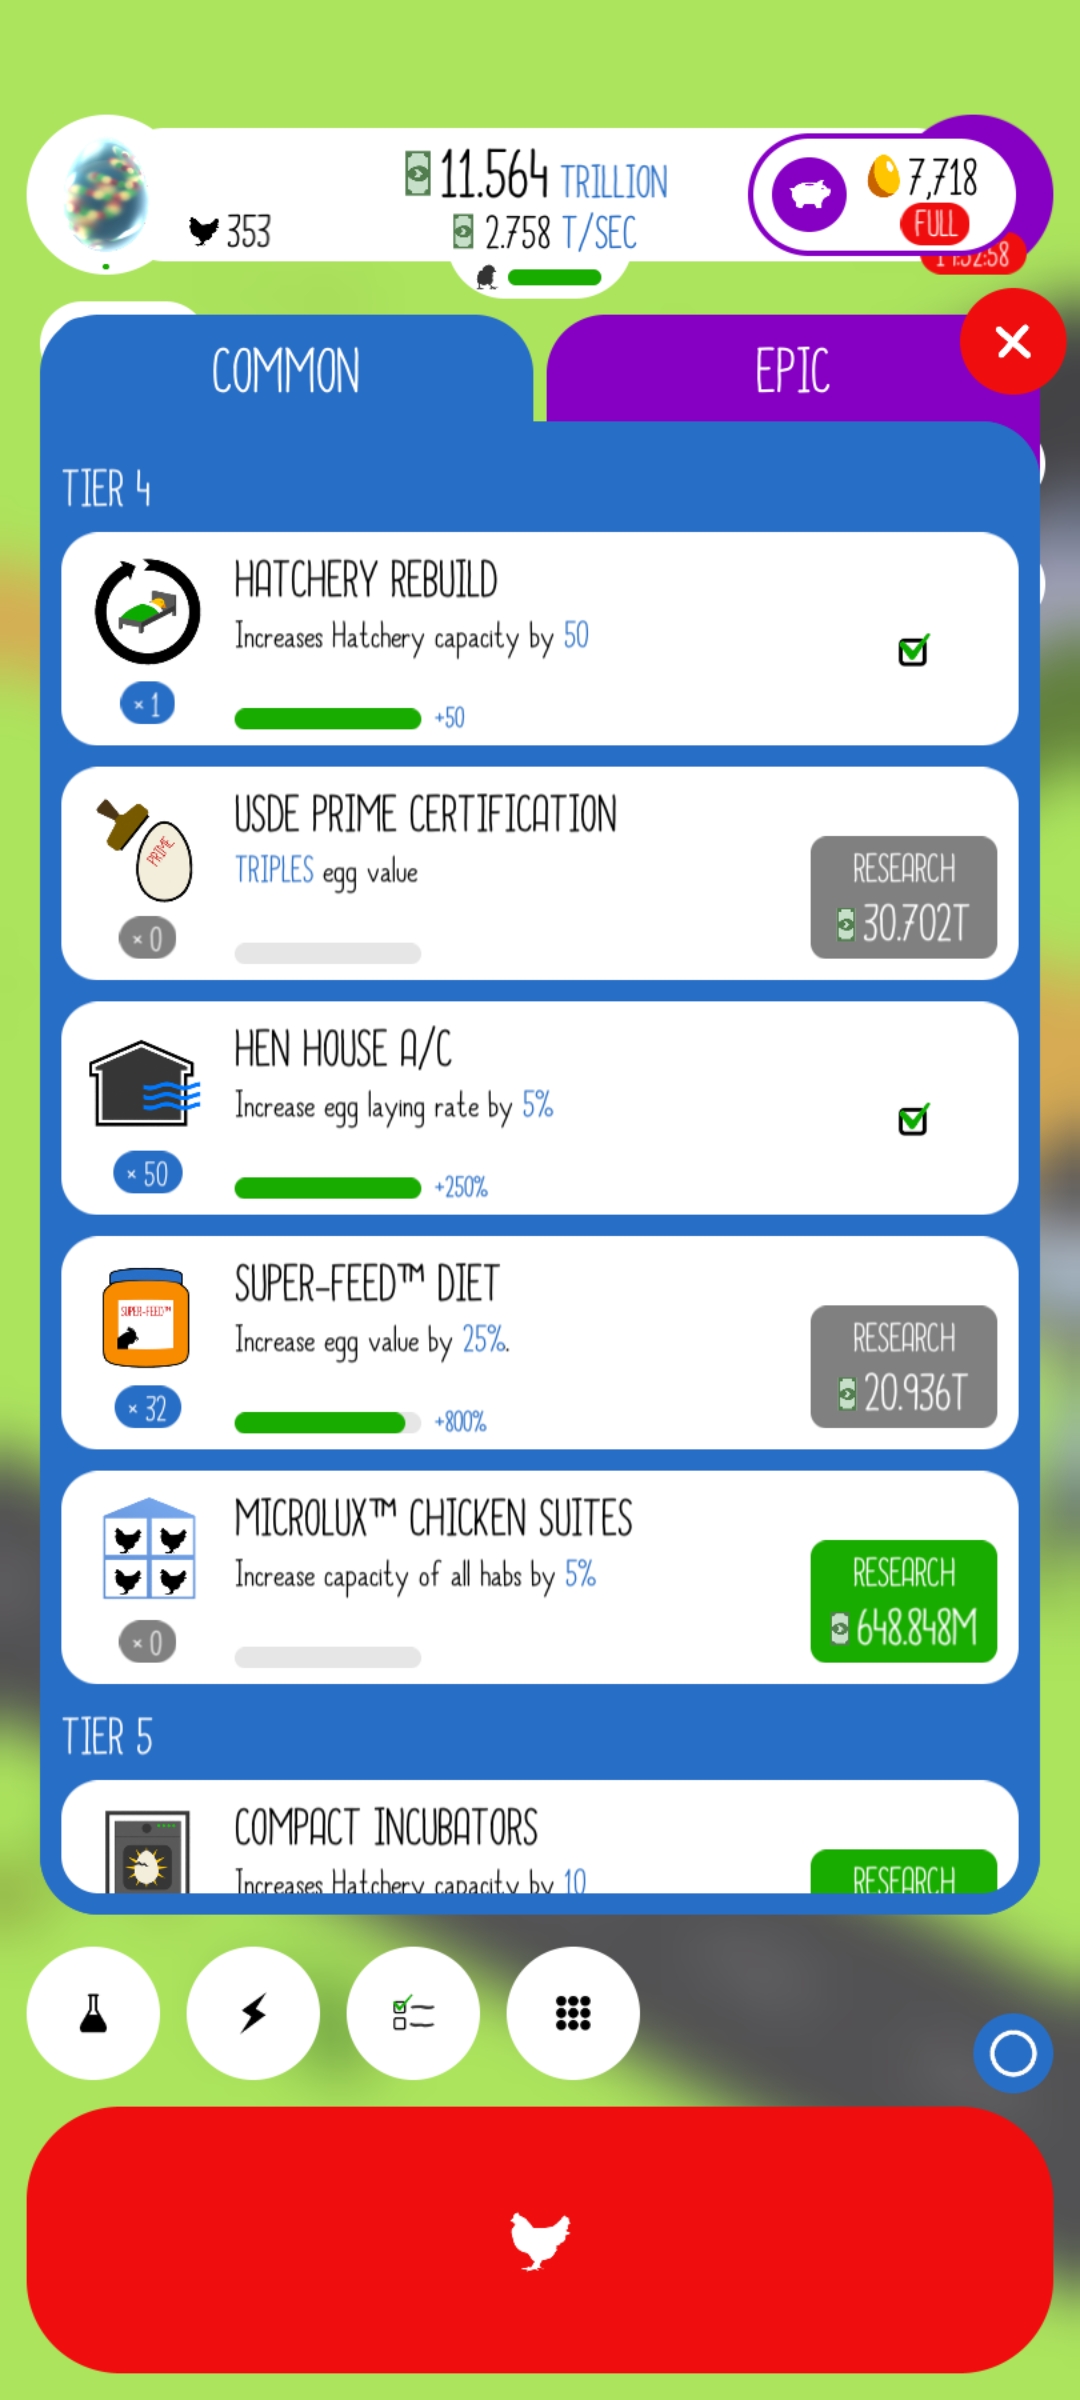 11.564 TRILLION
353
2.758 T/SEC
7,718
FULL
COMMON
EPIC
TIER 4
HATCHERY REBUILD
Increases Hatchery capacity by 50
× 1
+50
USDE PRIME CERTIFICATION
PRIME
TRIPLES egg value
RESEARCH
30.702T
× 0
HEN HOUSE A/C
Increase egg laying rate by 5%
× 50
+250%
SUPER-FEED™ DIET
SUPER-FEED™
Increase egg value by 25%.
RESEARCH
20.936T
× 32
+800%
MICROLUX™ CHICKEN SUITES
Increase capacity of all habs by 5%
RESEARCH
648.848M
× 0
TIER 5
COMPACT INCUBATORS
Increases Hatchery capacity by 10
RESEARCH